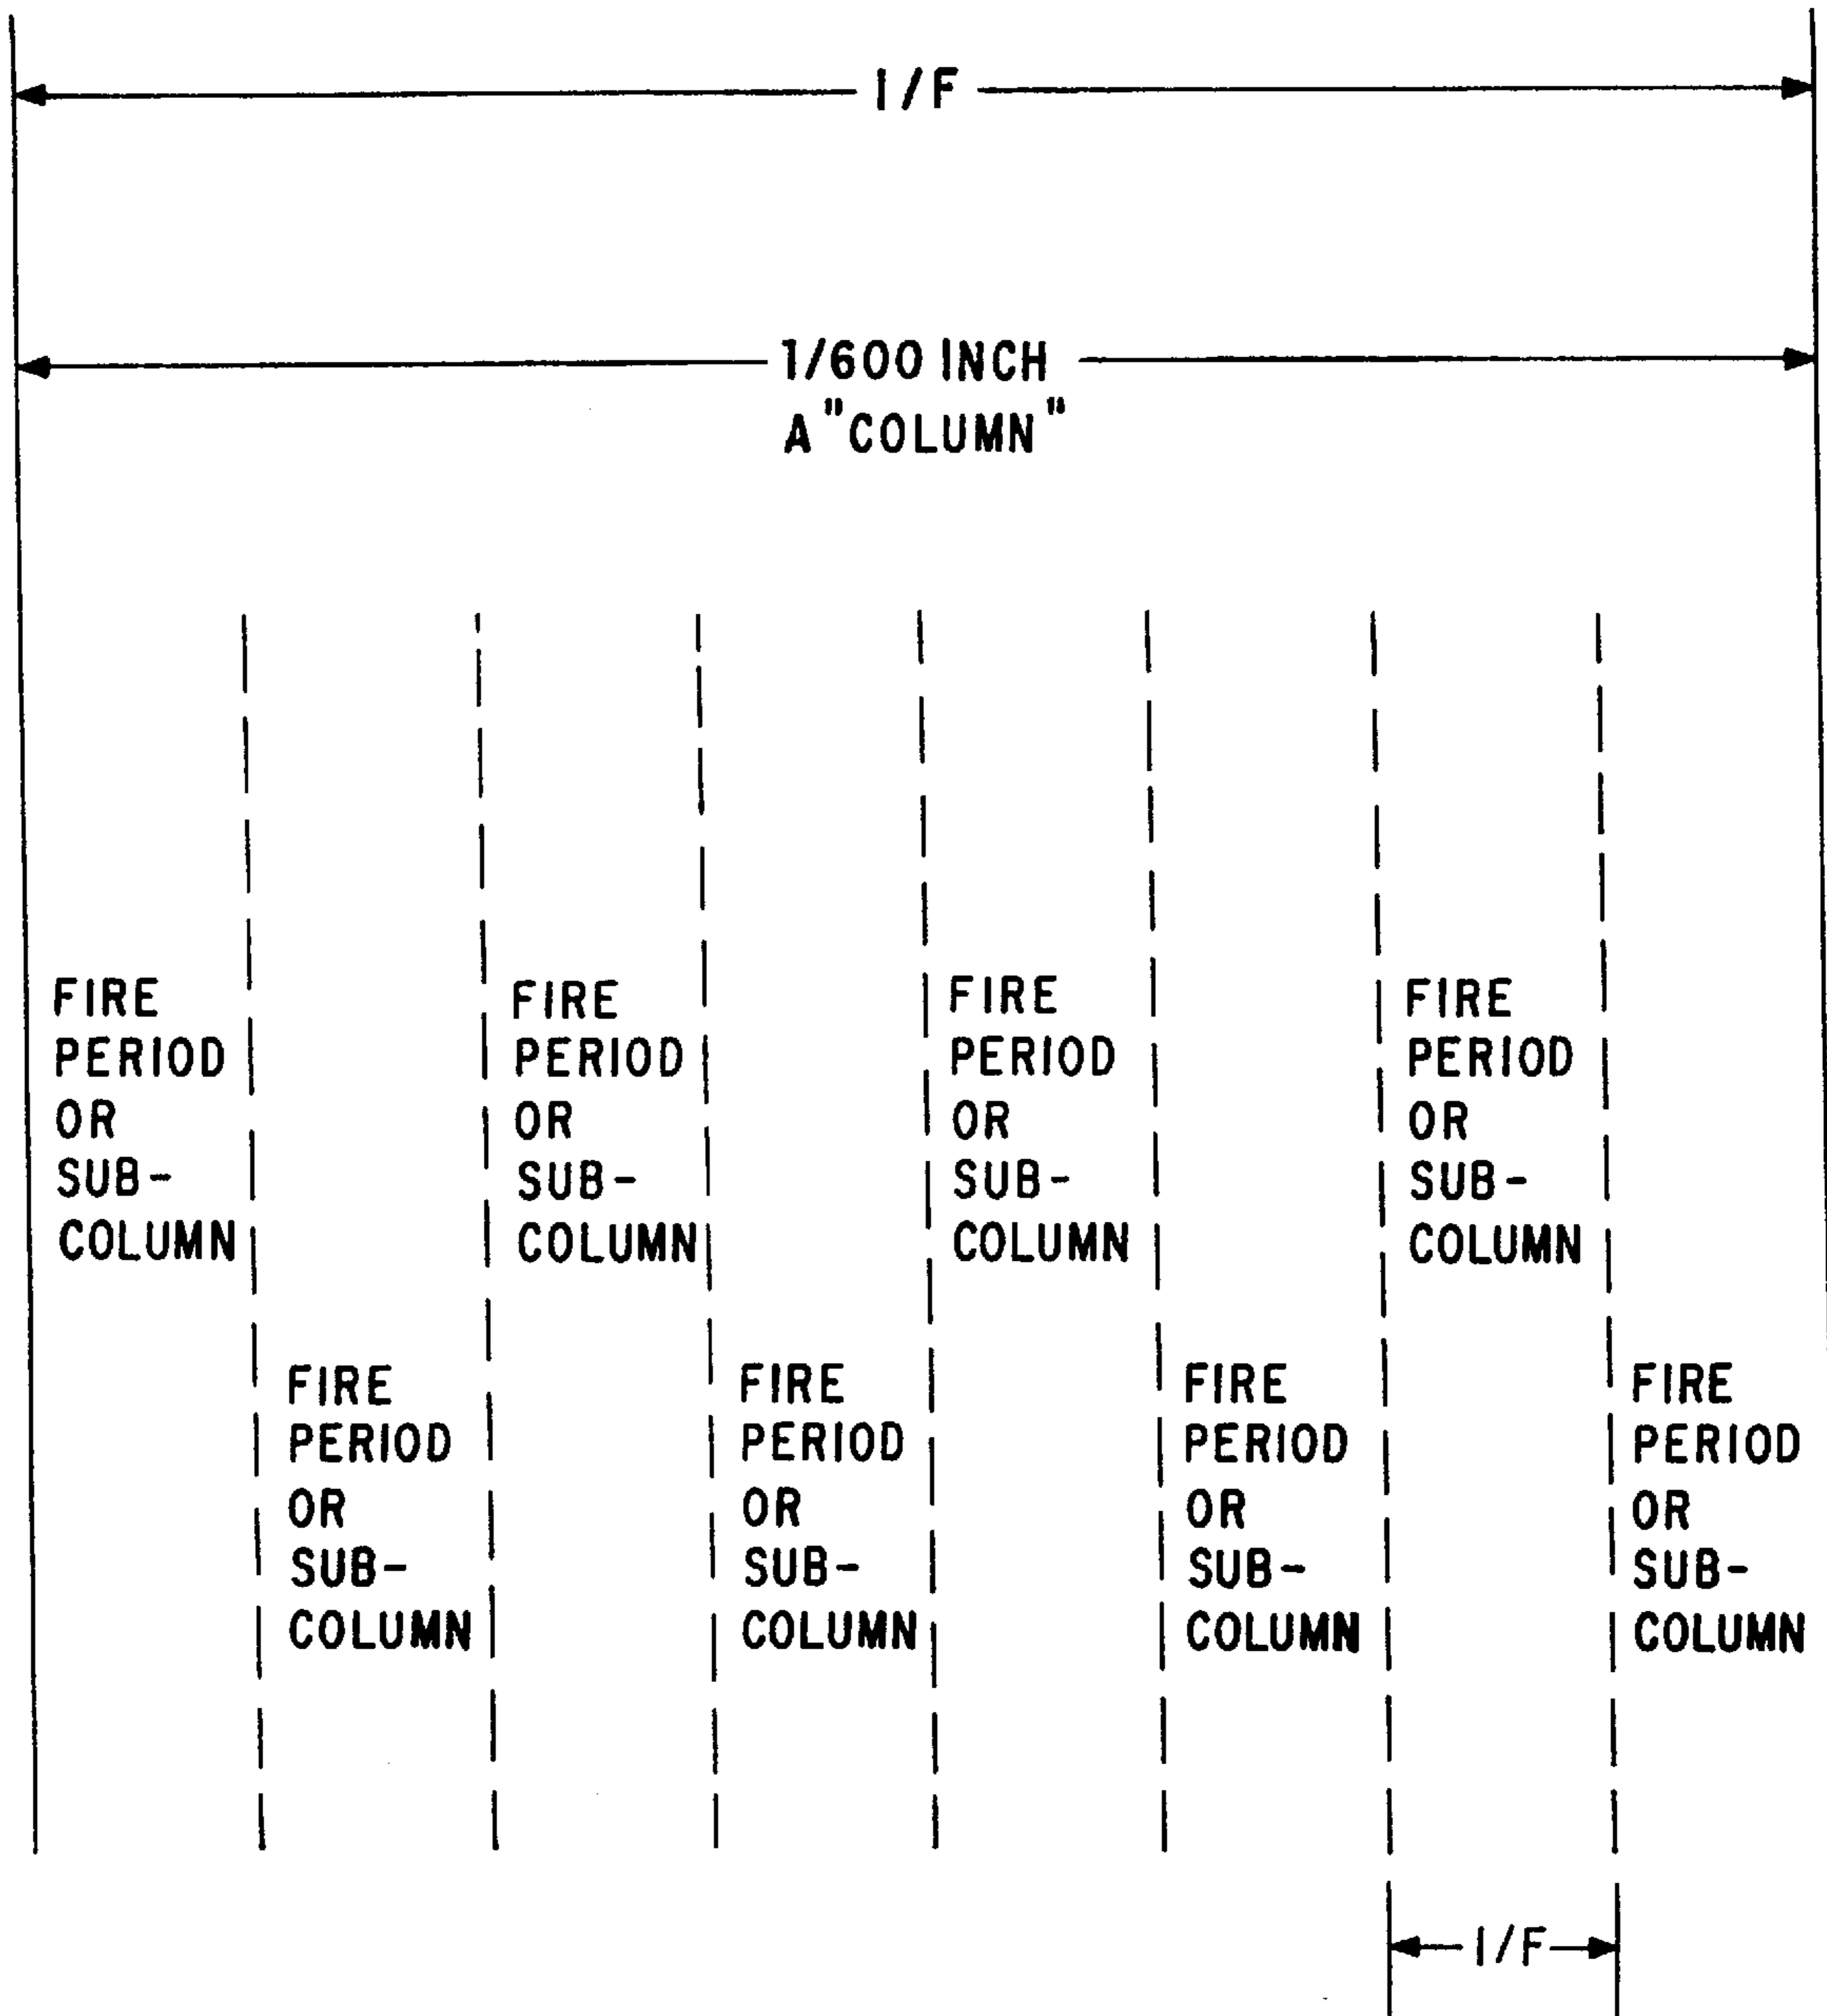 1/F
1/600 INCH
A "COLUMN"
FIRE
PERIOD
OR
SUB-
COLUMN
FIRE
PERIOD
OR
SUB-
COLUMN
FIRE
PERIOD
OR
SUB-
COLUMN
FIRE
PERIOD
OR
SUB-
COLUMN
FIRE
PERIOD
OR
SUB-
COLUMN
FIRE
PERIOD
OR
SUB-
COLUMN
FIRE
PERIOD
OR
SUB-
COLUMN
FIRE
PERIOD
OR
SUB-
COLUMN
1/F